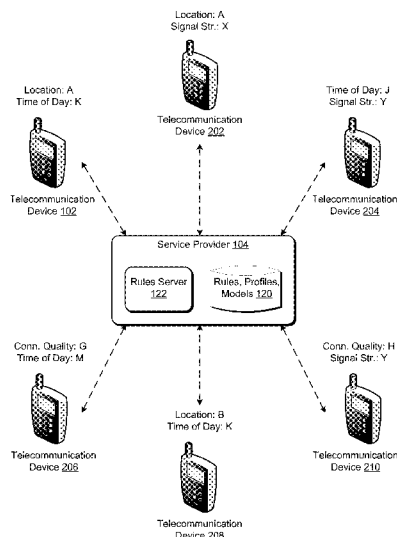 Location: A
Signal Str.: X
Telecommunication
Device 202
Location: A
Time of Day: K
Telecommunication
Device 102
Time of Day: J
Signal Str.: Y
Telecommunication
Device 204
Service Provider 104
Rules Server
122
Rules, Profiles,
Models 120
Conn. Quality: G
Time of Day: M
Telecommunication
Device 206
Location: B
Time of Day: K
Telecommunication
Device 208
Conn. Quality: H
Signal Str.: Y
Telecommunication
Device 210